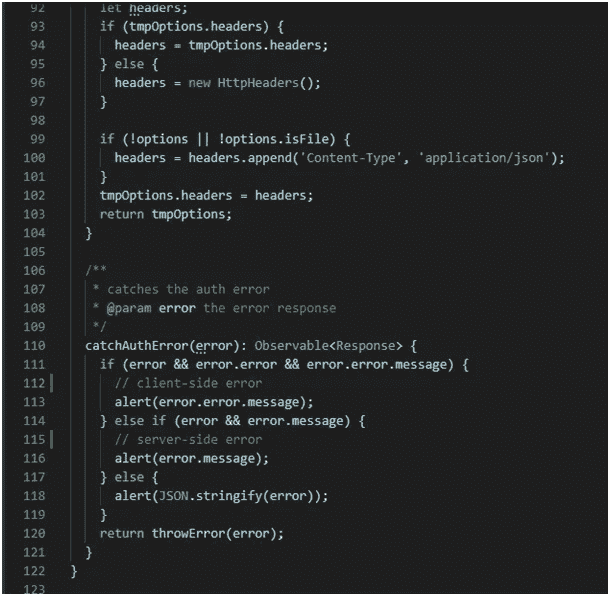 92 let headers;
93 if (tmpOptions.headers) {
94 headers = tmpOptions.headers;
95 } else {
96 headers = new HttpHeaders();
97 }
98
99 if (!options || !options.isFile) {
100 headers = headers.append('Content-Type', 'application/json');
101 }
102 tmpOptions.headers = headers;
103 return tmpOptions;
104 }
105
106 /**
107 * catches the auth error
108 * @param error the error response
109 */
110 catchAuthError(error): Observable<Response> {
111 if (error && error.error && error.error.message) {
112 // client-side error
113 alert(error.error.message);
114 } else if (error && error.message) {
115 // server-side error
116 alert(error.message);
117 } else {
118 alert(JSON.stringify(error));
119 }
120 return throwError(error);
121 }
122 }
123